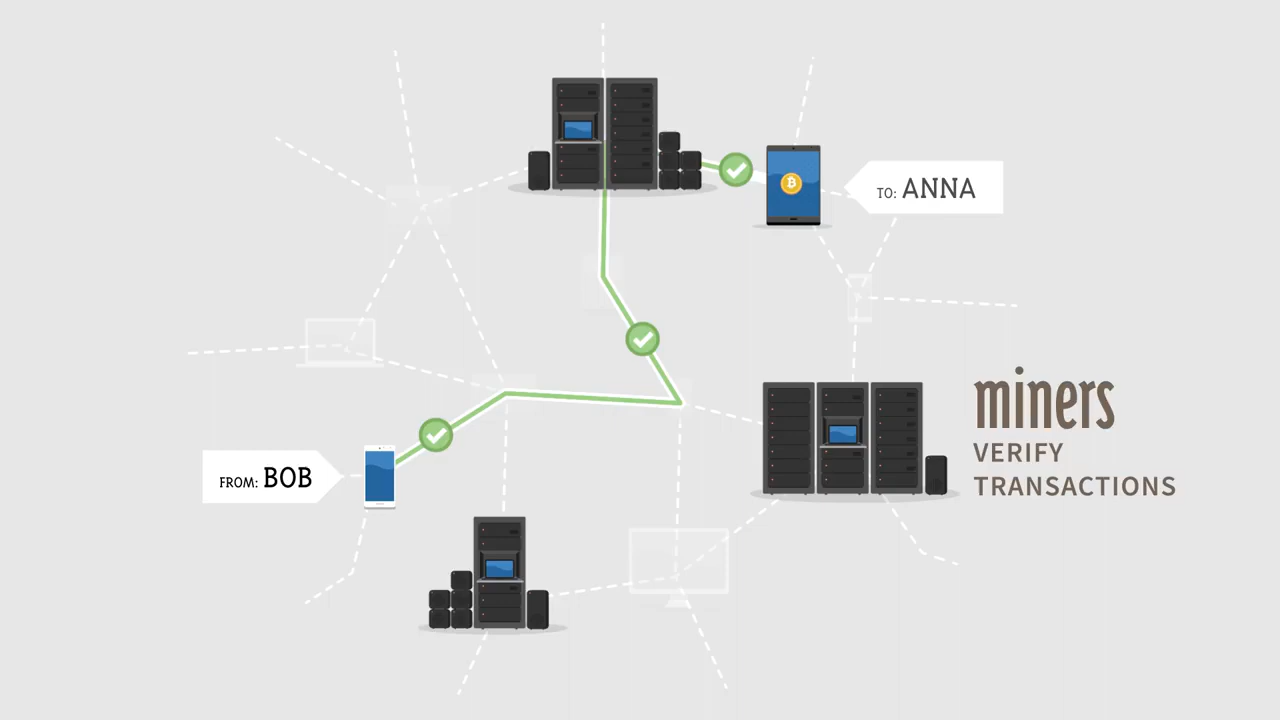 TO: ANNA
miners
VERIFY
TRANSACTIONS
FROM: BOB